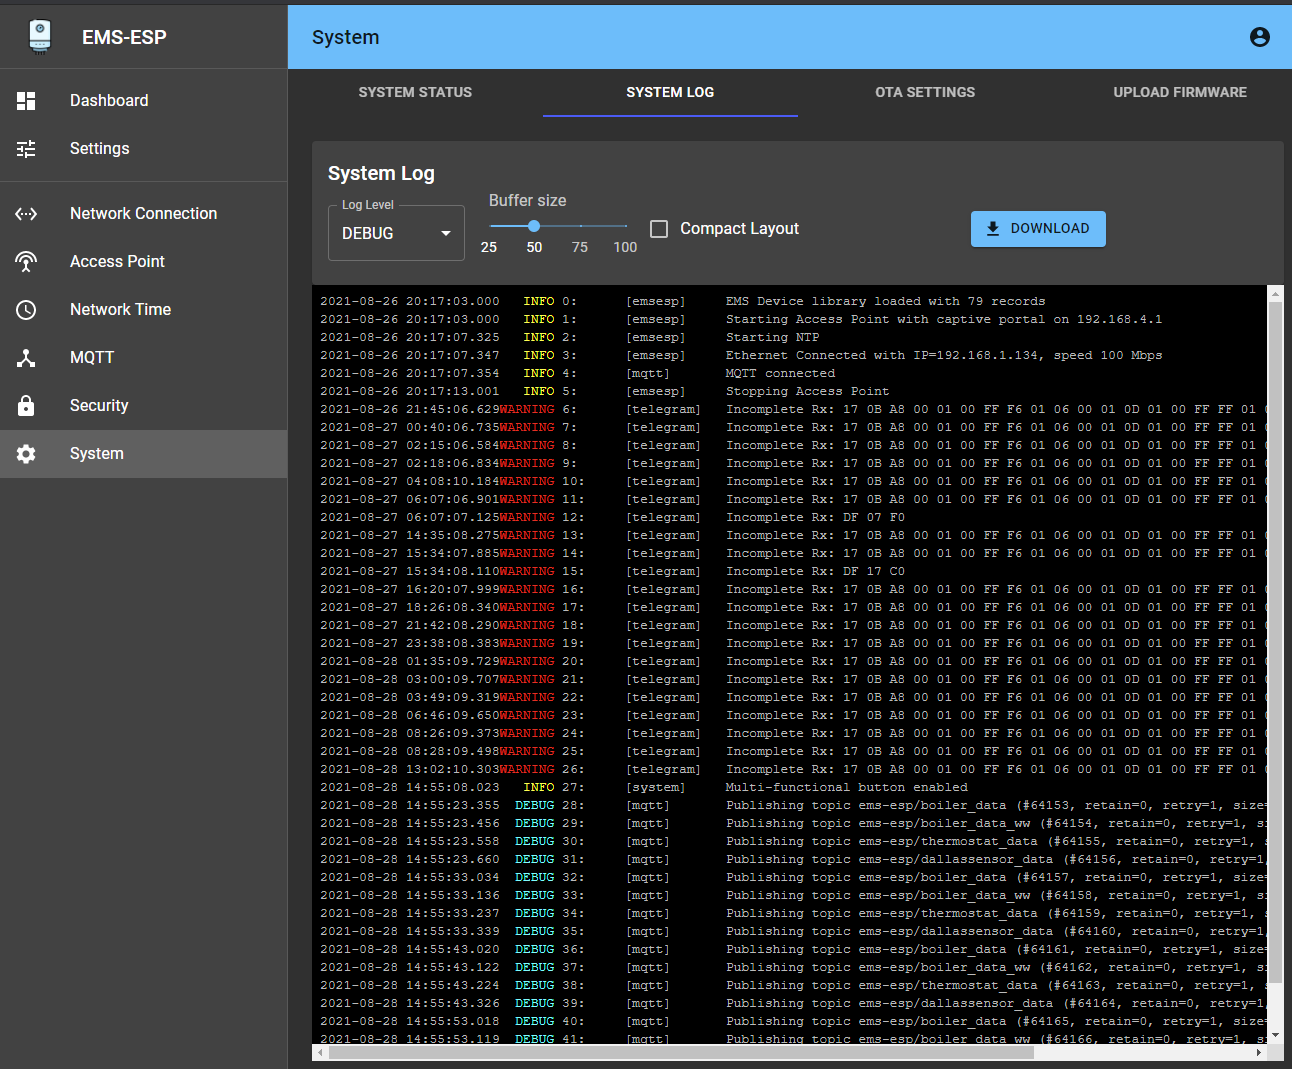 EMS-ESP
System
Dashboard
Settings
Network Connection
Access Point
Network Time
MQTT
Security
System
SYSTEM STATUS
SYSTEM LOG
OTA SETTINGS
UPLOAD FIRMWARE
System Log
Log Level
DEBUG
Buffer size
25 50 75 100
Compact Layout
DOWNLOAD
2021-08-26 20:17:03.000 INFO 0: [emsesp] EMS Device library loaded with 79 records
2021-08-26 20:17:03.000 INFO 1: [emsesp] Starting Access Point with captive portal on 192.168.4.1
2021-08-26 20:17:07.325 INFO 2: [emsesp] Starting NTP
2021-08-26 20:17:07.347 INFO 3: [emsesp] Ethernet Connected with IP=192.168.1.134, speed 100 Mbps
2021-08-26 20:17:07.354 INFO 4: [mqtt] MQTT connected
2021-08-26 20:17:13.001 INFO 5: [emsesp] Stopping Access Point
2021-08-26 21:45:06.629WARNING 6: [telegram] Incomplete Rx: 17 0B A8 00 01 00 FF F6 01 06 00 01 0D 01 00 FF FF 01
2021-08-27 00:40:06.735WARNING 7: [telegram] Incomplete Rx: 17 0B A8 00 01 00 FF F6 01 06 00 01 0D 01 00 FF FF 01
2021-08-27 02:15:06.584WARNING 8: [telegram] Incomplete Rx: 17 0B A8 00 01 00 FF F6 01 06 00 01 0D 01 00 FF FF 01
2021-08-27 02:18:06.834WARNING 9: [telegram] Incomplete Rx: 17 0B A8 00 01 00 FF F6 01 06 00 01 0D 01 00 FF FF 01
2021-08-27 04:08:10.184WARNING 10: [telegram] Incomplete Rx: 17 0B A8 00 01 00 FF F6 01 06 00 01 0D 01 00 FF FF 01
2021-08-27 06:07:06.901WARNING 11: [telegram] Incomplete Rx: 17 0B A8 00 01 00 FF F6 01 06 00 01 0D 01 00 FF FF 01
2021-08-27 06:07:07.125WARNING 12: [telegram] Incomplete Rx: DF 07 F0
2021-08-27 14:35:08.275WARNING 13: [telegram] Incomplete Rx: 17 0B A8 00 01 00 FF F6 01 06 00 01 0D 01 00 FF FF 01
2021-08-27 15:34:07.885WARNING 14: [telegram] Incomplete Rx: 17 0B A8 00 01 00 FF F6 01 06 00 01 0D 01 00 FF FF 01
2021-08-27 15:34:08.110WARNING 15: [telegram] Incomplete Rx: DF 17 C0
2021-08-27 16:20:07.999WARNING 16: [telegram] Incomplete Rx: 17 0B A8 00 01 00 FF F6 01 06 00 01 0D 01 00 FF FF 01
2021-08-27 18:26:08.340WARNING 17: [telegram] Incomplete Rx: 17 0B A8 00 01 00 FF F6 01 06 00 01 0D 01 00 FF FF 01
2021-08-27 21:42:08.290WARNING 18: [telegram] Incomplete Rx: 17 0B A8 00 01 00 FF F6 01 06 00 01 0D 01 00 FF FF 01
2021-08-27 23:38:08.383WARNING 19: [telegram] Incomplete Rx: 17 0B A8 00 01 00 FF F6 01 06 00 01 0D 01 00 FF FF 01
2021-08-28 01:35:09.729WARNING 20: [telegram] Incomplete Rx: 17 0B A8 00 01 00 FF F6 01 06 00 01 0D 01 00 FF FF 01
2021-08-28 03:00:09.707WARNING 21: [telegram] Incomplete Rx: 17 0B A8 00 01 00 FF F6 01 06 00 01 0D 01 00 FF FF 01
2021-08-28 03:49:09.319WARNING 22: [telegram] Incomplete Rx: 17 0B A8 00 01 00 FF F6 01 06 00 01 0D 01 00 FF FF 01
2021-08-28 06:46:09.650WARNING 23: [telegram] Incomplete Rx: 17 0B A8 00 01 00 FF F6 01 06 00 01 0D 01 00 FF FF 01
2021-08-28 08:26:09.373WARNING 24: [telegram] Incomplete Rx: 17 0B A8 00 01 00 FF F6 01 06 00 01 0D 01 00 FF FF 01
2021-08-28 08:28:09.498WARNING 25: [telegram] Incomplete Rx: 17 0B A8 00 01 00 FF F6 01 06 00 01 0D 01 00 FF FF 01
2021-08-28 13:02:10.303WARNING 26: [telegram] Incomplete Rx: 17 0B A8 00 01 00 FF F6 01 06 00 01 0D 01 00 FF FF 01
2021-08-28 14:55:08.023 INFO 27: [system] Multi-functional button enabled
2021-08-28 14:55:23.355 DEBUG 28: [mqtt] Publishing topic ems-esp/boiler_data (#64153, retain=0, retry=1, size=
2021-08-28 14:55:23.456 DEBUG 29: [mqtt] Publishing topic ems-esp/boiler_data_ww (#64154, retain=0, retry=1, s
2021-08-28 14:55:23.558 DEBUG 30: [mqtt] Publishing topic ems-esp/thermostat_data (#64155, retain=0, retry=1,
2021-08-28 14:55:23.660 DEBUG 31: [mqtt] Publishing topic ems-esp/dallassensor_data (#64156, retain=0, retry=1,
2021-08-28 14:55:33.034 DEBUG 32: [mqtt] Publishing topic ems-esp/boiler_data (#64157, retain=0, retry=1, size=
2021-08-28 14:55:33.136 DEBUG 33: [mqtt] Publishing topic ems-esp/boiler_data_ww (#64158, retain=0, retry=1, s
2021-08-28 14:55:33.237 DEBUG 34: [mqtt] Publishing topic ems-esp/thermostat_data (#64159, retain=0, retry=1,
2021-08-28 14:55:33.339 DEBUG 35: [mqtt] Publishing topic ems-esp/dallassensor_data (#64160, retain=0, retry=1,
2021-08-28 14:55:43.020 DEBUG 36: [mqtt] Publishing topic ems-esp/boiler_data (#64161, retain=0, retry=1, size=
2021-08-28 14:55:43.122 DEBUG 37: [mqtt] Publishing topic ems-esp/boiler_data_ww (#64162, retain=0, retry=1, s
2021-08-28 14:55:43.224 DEBUG 38: [mqtt] Publishing topic ems-esp/thermostat_data (#64163, retain=0, retry=1,
2021-08-28 14:55:43.326 DEBUG 39: [mqtt] Publishing topic ems-esp/dallassensor_data (#64164, retain=0, retry=1,
2021-08-28 14:55:53.018 DEBUG 40: [mqtt] Publishing topic ems-esp/boiler_data (#64165, retain=0, retry=1, size=
2021-08-28 14:55:53.119 DEBUG 41: [mqtt] Publishing topic ems-esp/boiler_data_ww (#64166, retain=0, retry=1, s